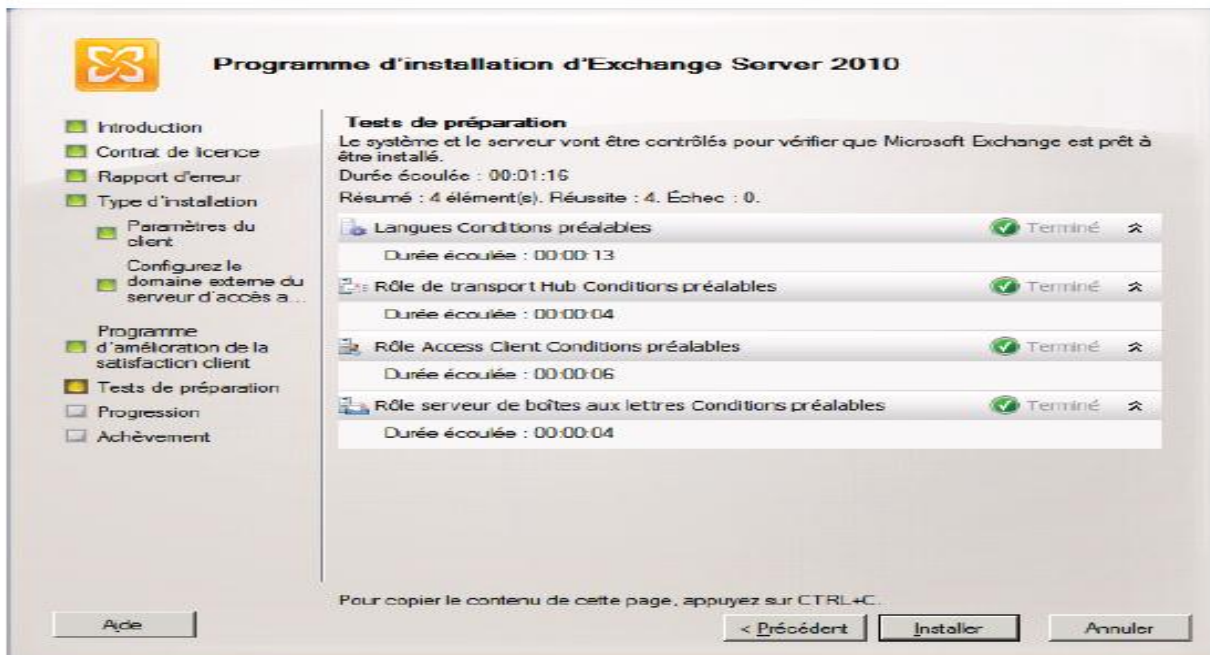 Programme d'installation d'Exchange Server 2010
Introduction
Contrat de licence
Rapport d'erreur
Type d'installation
Paramètres du
client
Configurez le
domaine externe du
serveur d'accès a...
Programme
d'amélioration de la
satisfaction client
Tests de préparation
Progression
Achèvement
Tests de préparation
Le système et le serveur vont être contrôlés pour vérifier que Microsoft Exchange est prêt à
être installé.
Durée écoulée : 00:01:16
Résumé : 4 élément(s). Réussite : 4. Échec : 0.
Langues Conditions préalables
Terminé
Durée écoulée : 00:00:13
Rôle de transport Hub Conditions préalables
Terminé
Durée écoulée : 00:00:04
Rôle Access Client Conditions préalables
Terminé
Durée écoulée : 00:00:06
Rôle serveur de boîtes aux lettres Conditions préalables
Terminé
Durée écoulée : 00:00:04
Pour copier le contenu de cette page, appuyez sur CTRL+C.
Aide
< Précédent
Installer
Annuler